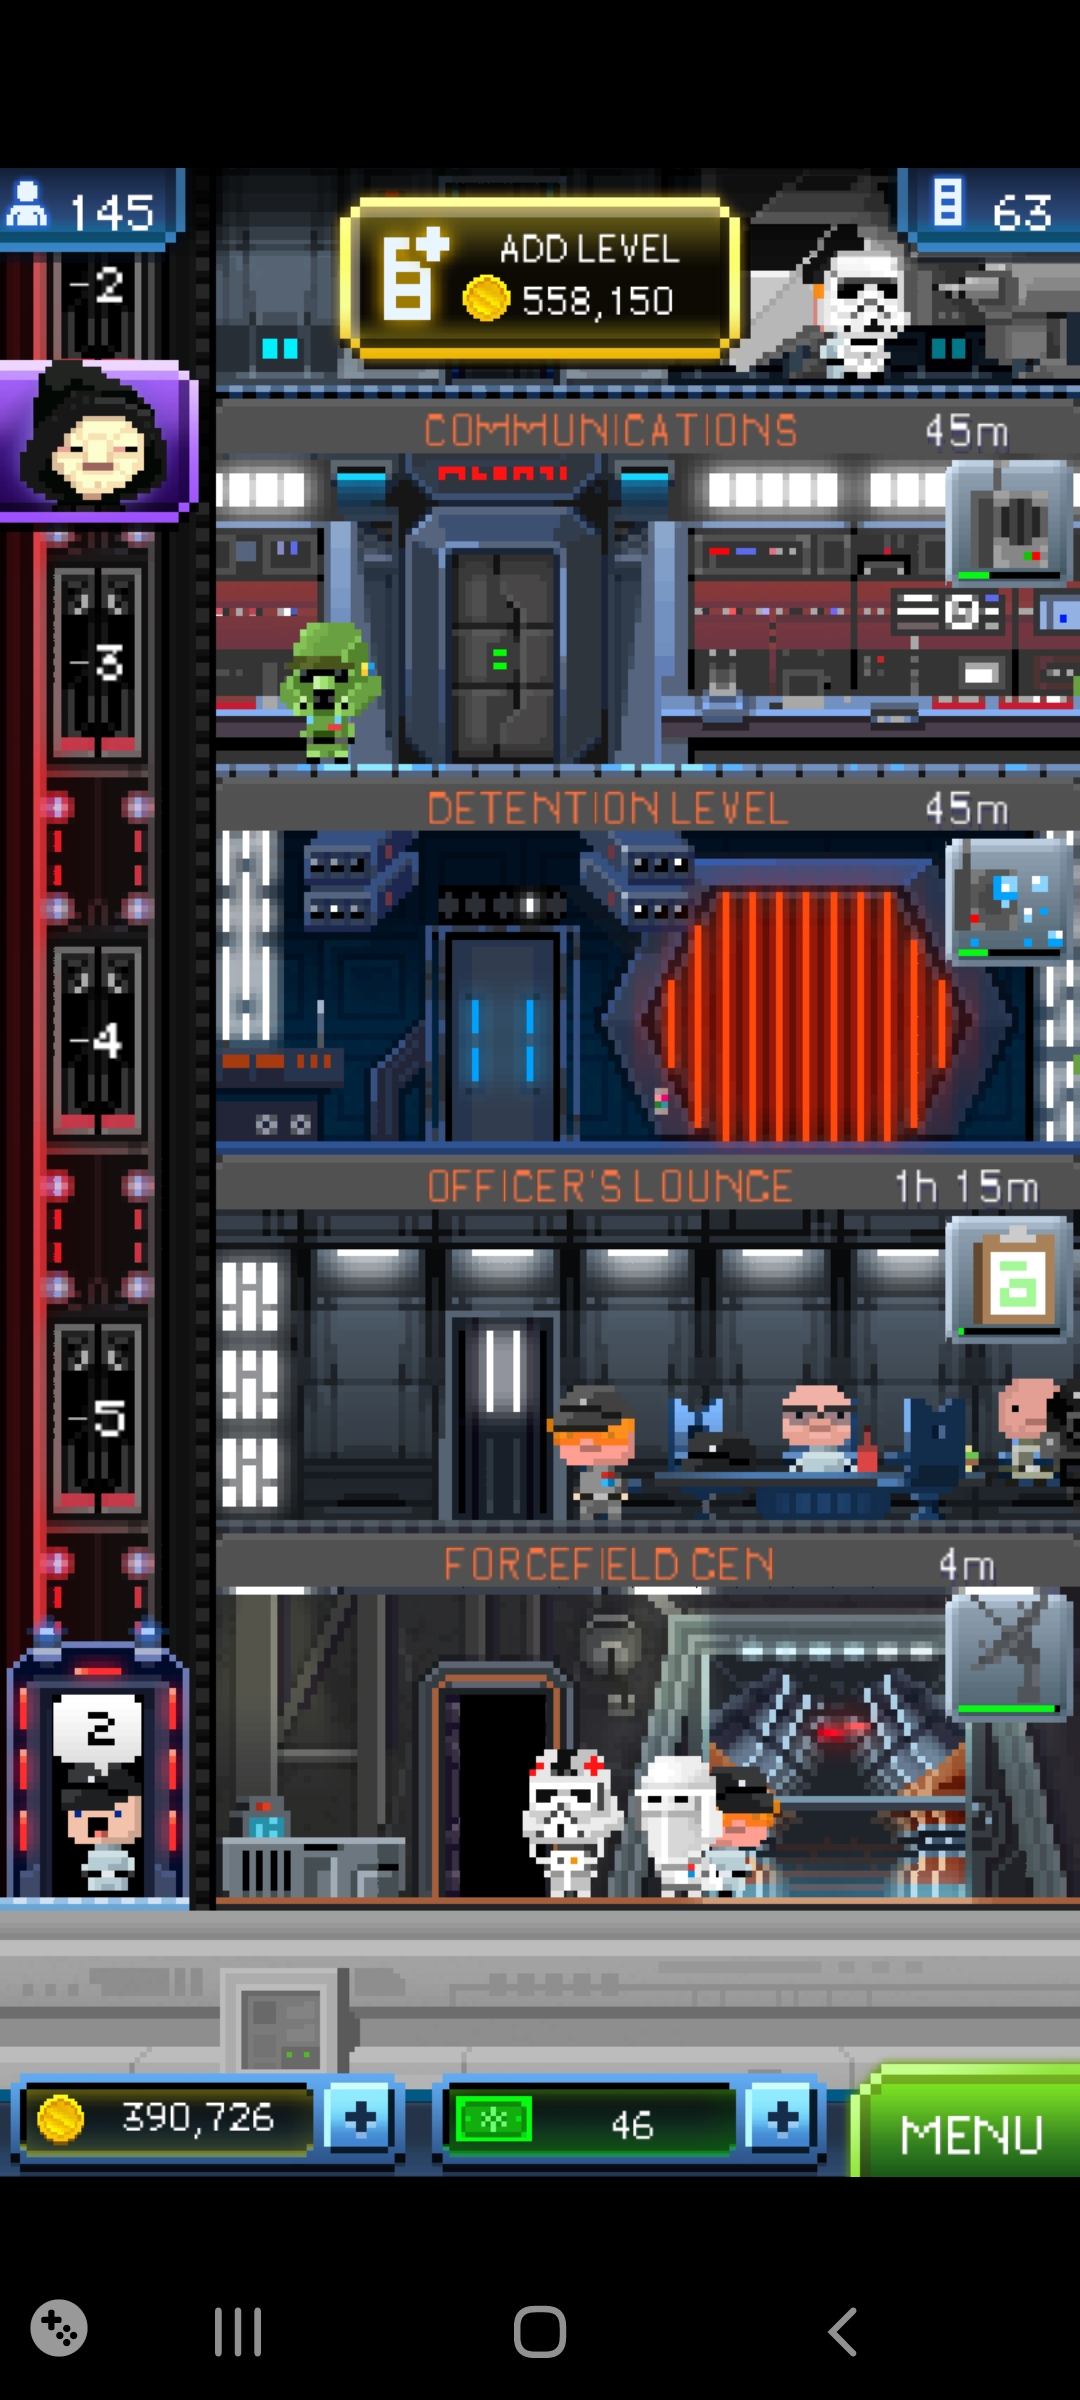 145
ADD LEVEL
558,150
63
-2
COMMUNICATIONS 45m
-3
DETENTION LEVEL 45m
-4
OFFICER'S LOUNGE 1h 15m
-5
FORCEFIELD GEN 4m
2
390,726
46
MENU